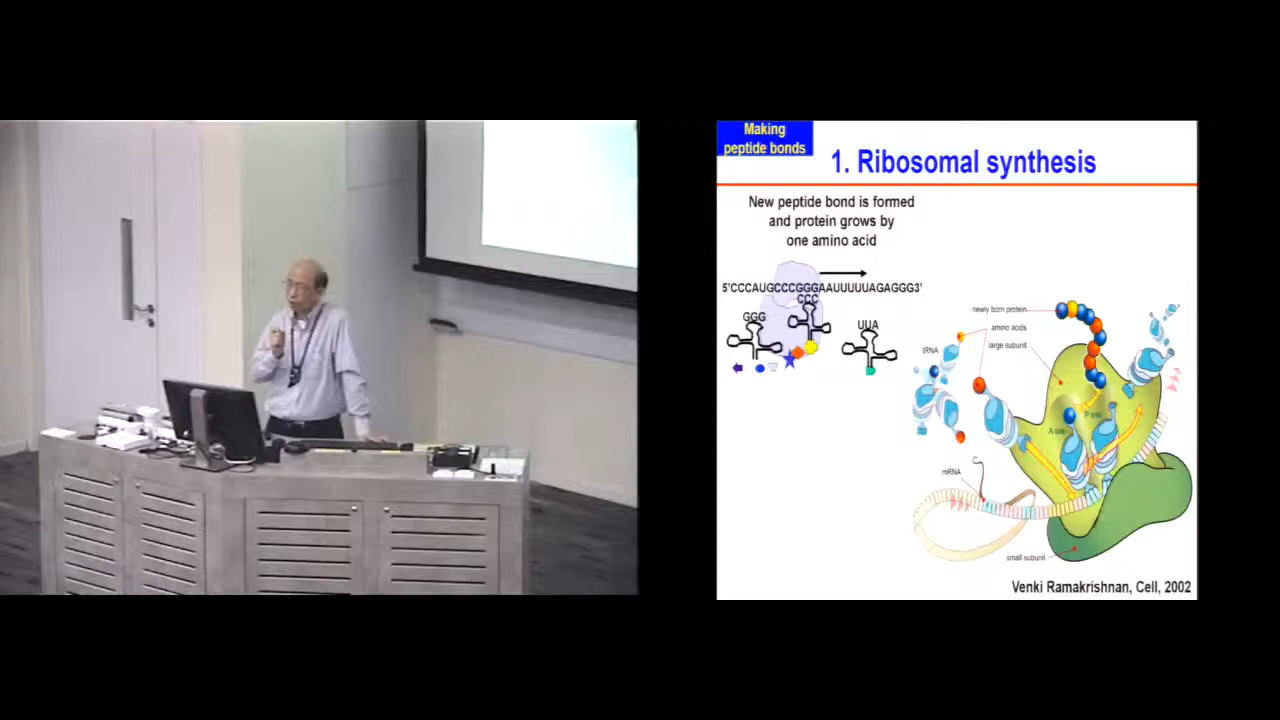 Making
peptide bonds
1. Ribosomal synthesis
New peptide bond is formed
and protein grows by
one amino acid
5'CCCAUGCCCGGGAAUUUUUAGAGGG3'
CCC
GGG
UUA
newly born protein
amino acids
large subunit
tRNA
P site
A site
mRNA
small subunit
Venki Ramakrishnan, Cell, 2002